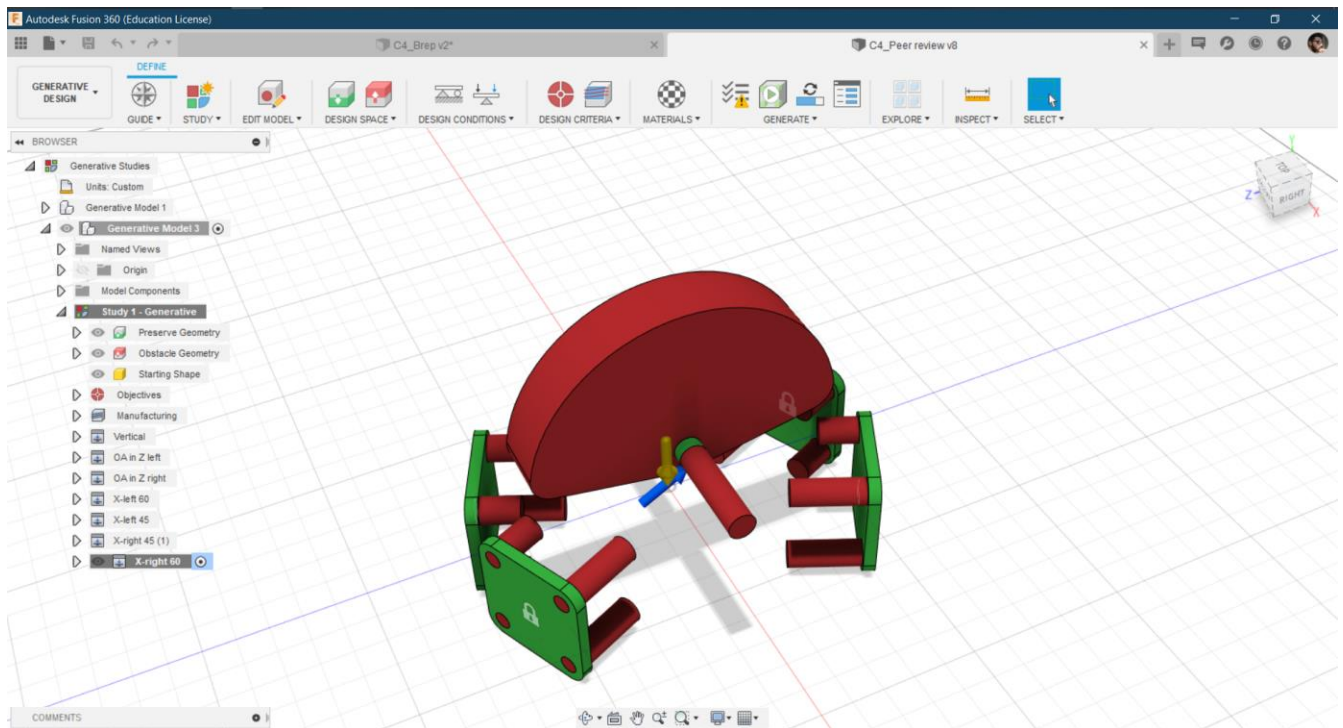 Autodesk Fusion 360 (Education License)
C4_Brep v2*
C4_Peer review v8
DEFINE
GENERATIVE DESIGN
GUIDE
STUDY
EDIT MODEL
DESIGN SPACE
DESIGN CONDITIONS
DESIGN CRITERIA
MATERIALS
GENERATE
EXPLORE
INSPECT
SELECT
BROWSER
Generative Studies
Units: Custom
Generative Model 1
Generative Model 3
Named Views
Origin
Model Components
Study 1 - Generative
Preserve Geometry
Obstacle Geometry
Starting Shape
Objectives
Manufacturing
Vertical
OA in Z left
OA in Z right
X-left 60
X-left 45
X-right 45 (1)
X-right 60
Y
Z
RIGHT
X
COMMENTS